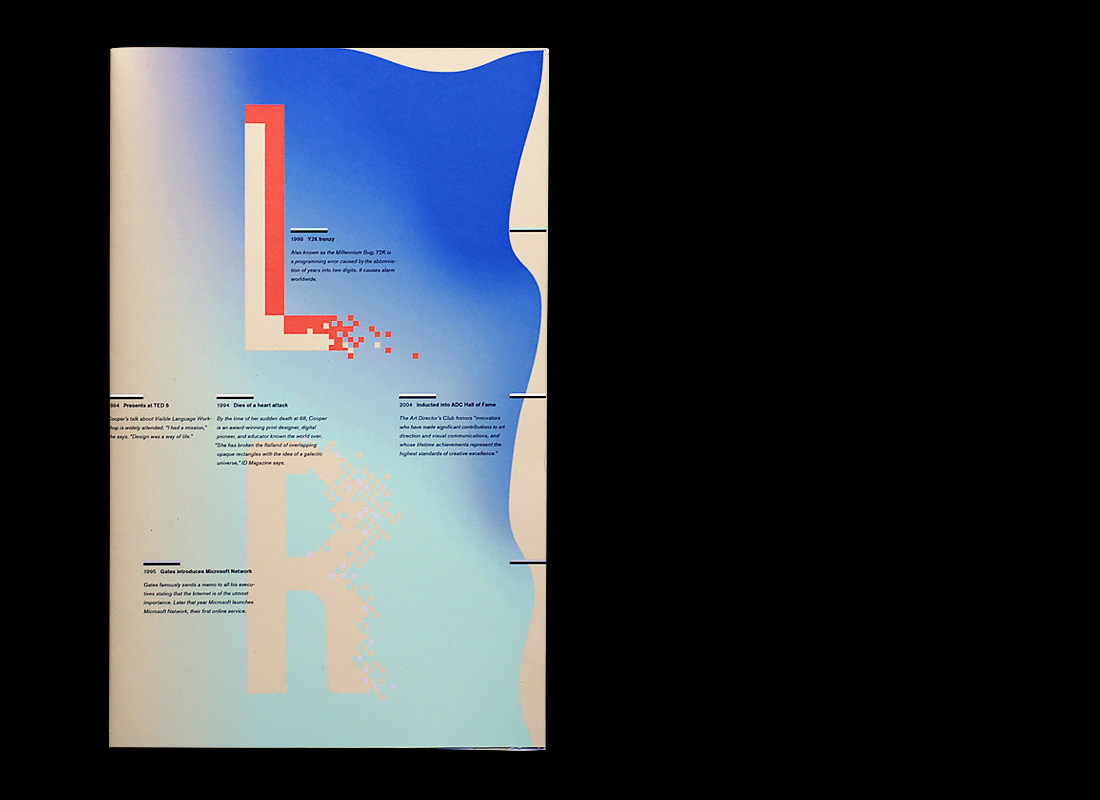 L
1999 Y2K frenzy
Also known as the Millennium Bug, Y2K is
a programming error caused by the abbrevia-
tion of years into two digits. It causes alarm
worldwide.
994 Presents at TED 5
Cooper's talk about Visible Language Work-
hop is widely attended. "I had a mission,"
he says. "Design was a way of life."
1994 Dies of a heart attack
By the time of her sudden death at 68, Cooper
is an award-winning print designer, digital
pioneer, and educator known the world over.
"She has broken the flatland of overlapping
opaque rectangles with the idea of a galactic
universe," ID Magazine says.
2004 Inducted into ADC Hall of Fame
The Art Director's Club honors "innovators
who have made significant contributions to art
direction and visual communications, and
whose lifetime achievements represent the
highest standards of creative excellence."
R
1995 Gates introduces Microsoft Network
Gates famously sends a memo to all his execu-
tives stating that the Internet is of the utmost
importance. Later that year Microsoft launches
Microsoft Network, their first online service.